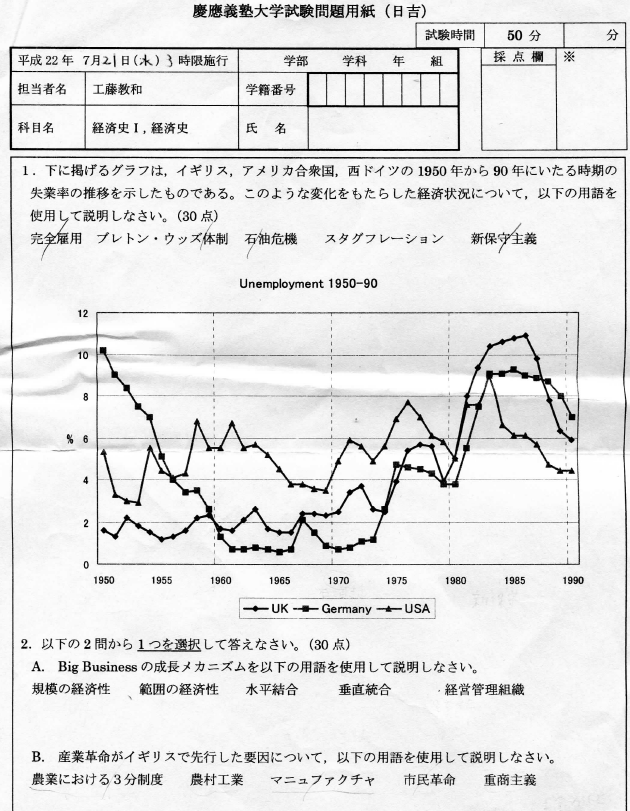 慶應義塾大学試験問題用紙（日吉）
試験時間 50 分 分
平成 22 年 7月21日(水) 3 時限施行 学部 学科 年 組 採 点 欄 ※
担当者名 工藤教和 学籍番号
科目名 経済史Ⅰ, 経済史 氏 名
1．下に掲げるグラフは，イギリス，アメリカ合衆国，西ドイツの 1950 年から 90 年にいたる時期の
失業率の推移を示したものである。このような変化をもたらした経済状況について，以下の用語を
使用して説明しなさい。(30 点)
完全雇用 ブレトン・ウッズ体制 石油危機 スタグフレーション 新保守主義
Unemployment 1950-90
12
10
8
%
6
4
2
0
1950 1955 1960 1965 1970 1975 1980 1985 1990
UK Germany USA
2．以下の 2 問から 1 つを選択して答えなさい。(30 点)
A. Big Business の成長メカニズムを以下の用語を使用して説明しなさい。
規模の経済性 範囲の経済性 水平結合 垂直統合 経営管理組織
B. 産業革命がイギリスで先行した要因について，以下の用語を使用して説明しなさい。
農業における 3 分制度 農村工業 マニュファクチャ 市民革命 重商主義